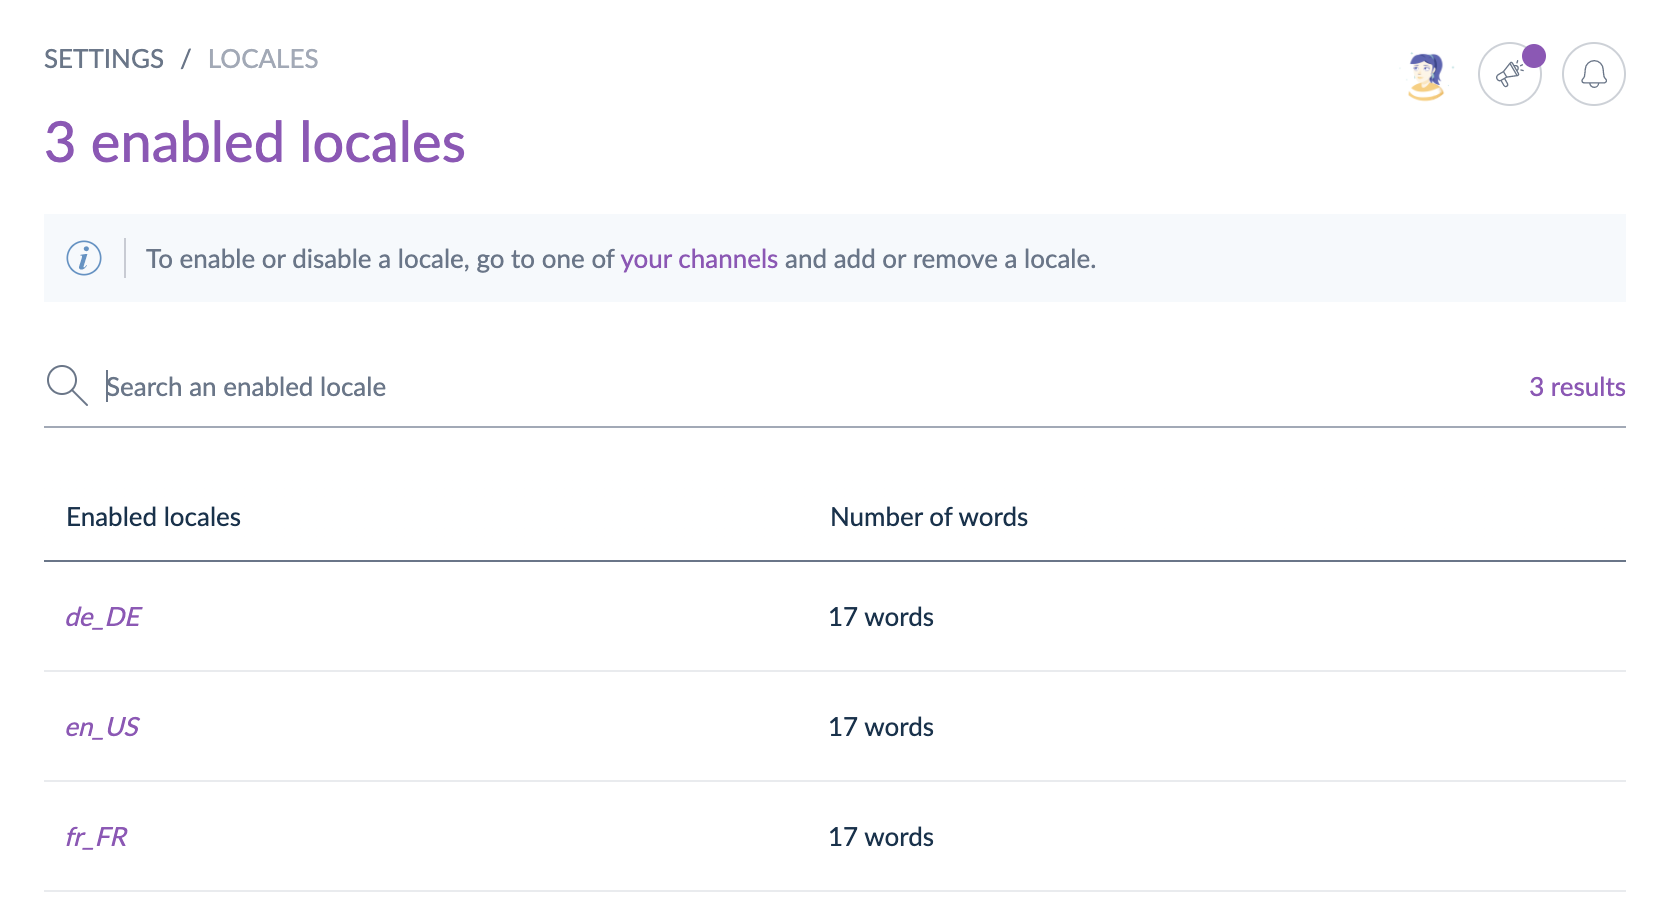 SETTINGS / LOCALES
3 enabled locales
To enable or disable a locale, go to one of your channels and add or remove a locale.
Search an enabled locale
3 results
Enabled locales
Number of words
de_DE
17 words
en_US
17 words
fr_FR
17 words